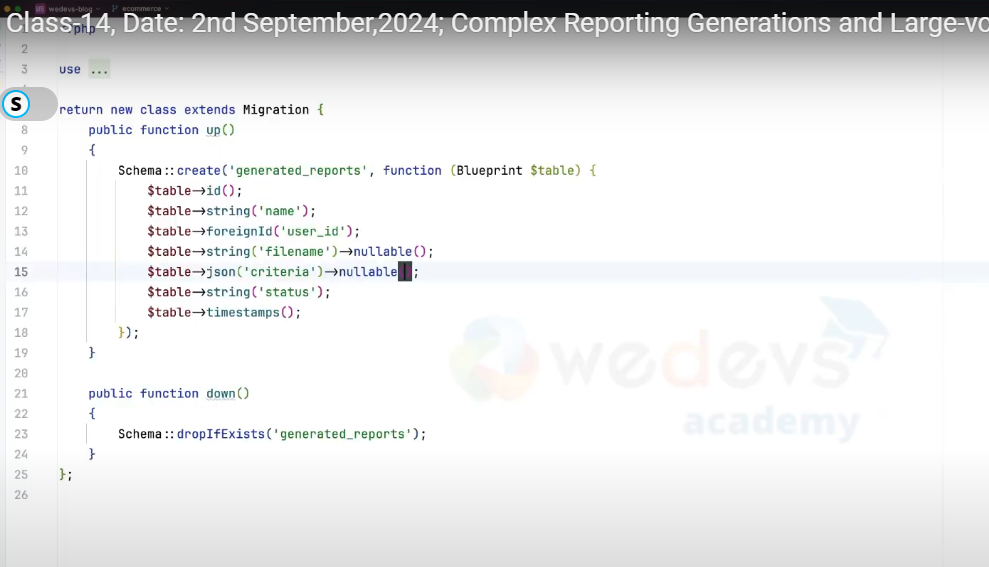 wedevs-blog ecommerce
Class-14, Date: 2nd September,2024; Complex Reporting Generations and Large-vo
php
2
3 use ...
S
return new class extends Migration {
8 public function up()
9 {
10 Schema::create('generated_reports', function (Blueprint $table) {
11 $table->id();
12 $table->string('name');
13 $table->foreignId('user_id');
14 $table->string('filename')->nullable();
15 $table->json('criteria')->nullable();
16 $table->string('status');
17 $table->timestamps();
18 });
19 }
20
21 public function down()
22 {
23 Schema::dropIfExists('generated_reports');
24 }
25 };
26
wedevs
academy